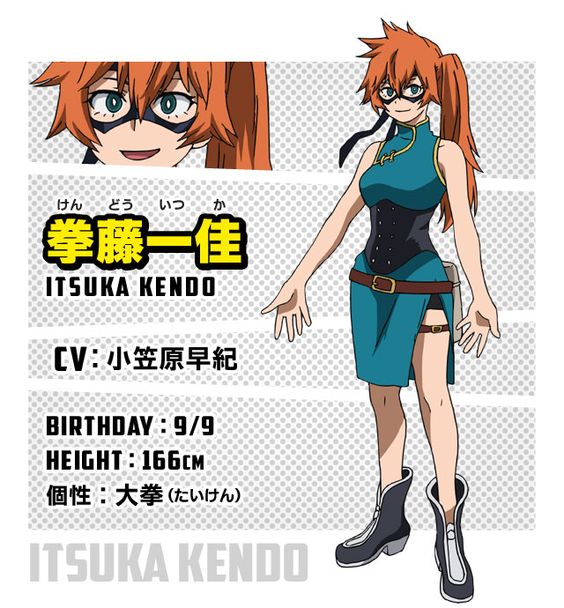 けん どう いつ か
拳藤一佳
ITSUKA KENDO
CV：小笠原早紀
BIRTHDAY：9/9
HEIGHT：166CM
個性：大拳（たいけん）
ITSUKA KENDO